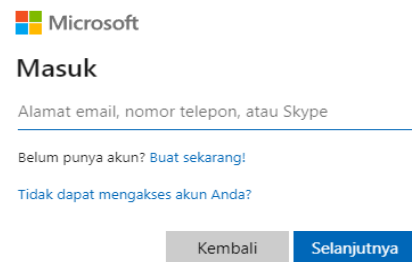 Microsoft
Masuk
Alamat email, nomor telepon, atau Skype
Belum punya akun? Buat sekarang!
Tidak dapat mengakses akun Anda?
Kembali Selanjutnya